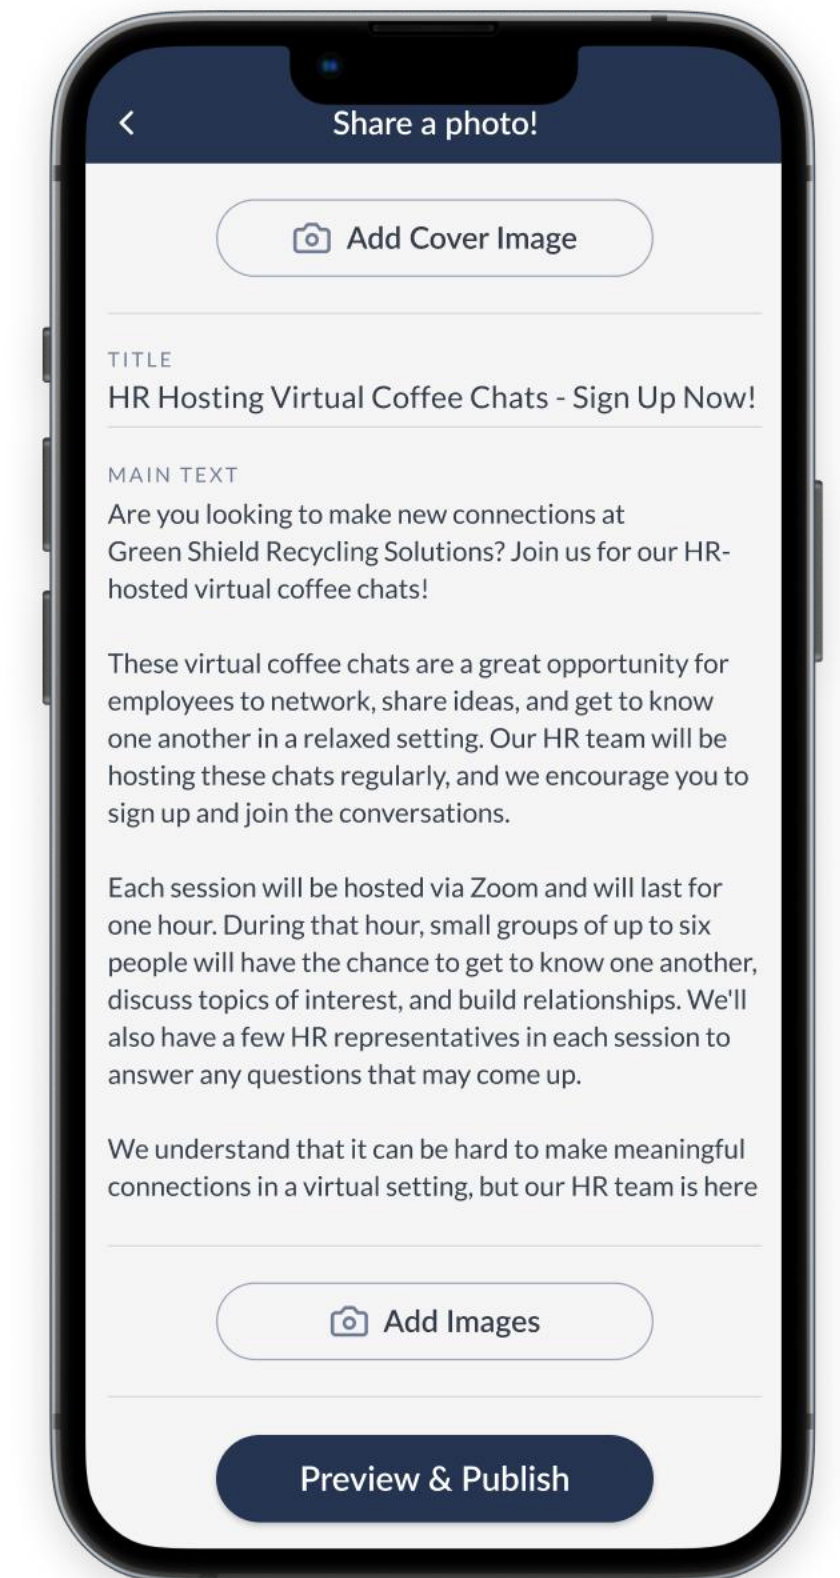 Share a photo!
Add Cover Image
TITLE
HR Hosting Virtual Coffee Chats - Sign Up Now!
MAIN TEXT
Are you looking to make new connections at
Green Shield Recycling Solutions? Join us for our HR-
hosted virtual coffee chats!
These virtual coffee chats are a great opportunity for
employees to network, share ideas, and get to know
one another in a relaxed setting. Our HR team will be
hosting these chats regularly, and we encourage you to
sign up and join the conversations.
Each session will be hosted via Zoom and will last for
one hour. During that hour, small groups of up to six
people will have the chance to get to know one another,
discuss topics of interest, and build relationships. We'll
also have a few HR representatives in each session to
answer any questions that may come up.
We understand that it can be hard to make meaningful
connections in a virtual setting, but our HR team is here
Add Images
Preview & Publish